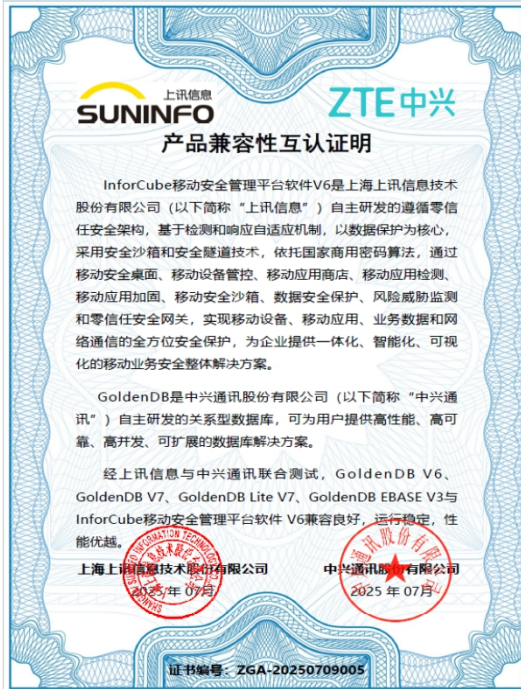 上讯信息
SUNINFO
ZTE中兴
产品兼容性互认证明
InforCube移动安全管理平台软件V6是上海上讯信息技术
股份有限公司（以下简称“上讯信息”）自主研发的遵循零信
任安全架构，基于检测和响应自适应机制，以数据保护为核心，
采用安全沙箱和安全隧道技术，依托国家商用密码算法，通过
移动安全桌面、移动设备管控、移动应用商店、移动应用检测、
移动应用加固、移动安全沙箱、数据安全保护、风险威胁监测
和零信任安全网关，实现移动设备、移动应用、业务数据和网
络通信的全方位安全保护，为企业提供一体化、智能化、可视
化的移动业务安全整体解决方案。
GoldenDB是中兴通讯股份有限公司（以下简称“中兴通
讯”）自主研发的关系型数据库，可为用户提供高性能、高可
靠、高并发、可扩展的数据库解决方案。
经上讯信息与中兴通讯联合测试，GoldenDB V6、
GoldenDB V7、GoldenDB Lite V7、GoldenDB EBASE V3与
InforCube移动安全管理平台软件 V6兼容良好，运行稳定，性
能优越。
上海上讯信息技术股份有限公司
中兴通讯股份有限公司
2025 年 07月
2025 年 07月
证书编号：ZGA-20250709005